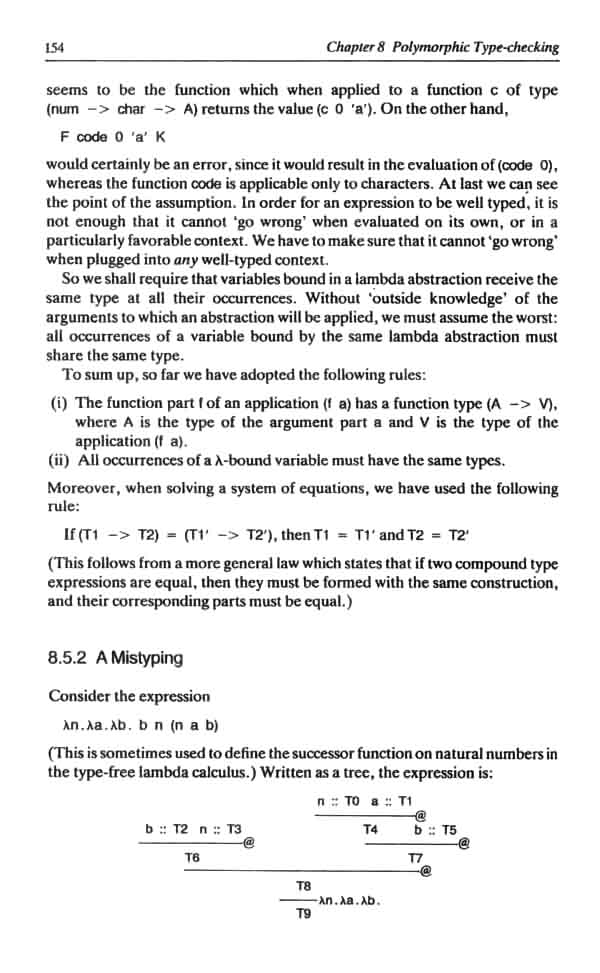 154 Chapter 8 Polymorphic Type-checking
seems to be the function which when applied to a function c of type
(num -> char -> A) returns the value (c 0 'a'). On the other hand,
F code 0 'a' K
would certainly be an error, since it would result in the evaluation of (code 0),
whereas the function code is applicable only to characters. At last we can see
the point of the assumption. In order for an expression to be well typed, it is
not enough that it cannot ‘go wrong’ when evaluated on its own, or in a
particularly favorable context. We have to make sure that it cannot ‘go wrong’
when plugged into any well-typed context.
So we shall require that variables bound in a lambda abstraction receive the
same type at all their occurrences. Without ‘outside knowledge’ of the
arguments to which an abstraction will be applied, we must assume the worst:
all occurrences of a variable bound by the same lambda abstraction must
share the same type.
To sum up, so far we have adopted the following rules:
(i) The function part f of an application (f a) has a function type (A -> V),
where A is the type of the argument part a and V is the type of the
application (f a).
(ii) All occurrences of a λ-bound variable must have the same types.
Moreover, when solving a system of equations, we have used the following
rule:
If (T1 -> T2) = (T1' -> T2'), then T1 = T1' and T2 = T2'
(This follows from a more general law which states that if two compound type
expressions are equal, then they must be formed with the same construction,
and their corresponding parts must be equal.)
8.5.2 A Mistyping
Consider the expression
λn.λa.λb. b n (n a b)
(This is sometimes used to define the successor function on natural numbers in
the type-free lambda calculus.) Written as a tree, the expression is:
n :: T0 a :: T1
@
b :: T2 n :: T3 T4 b :: T5
@ @
T6 T7
@
T8
λn.λa.λb.
T9